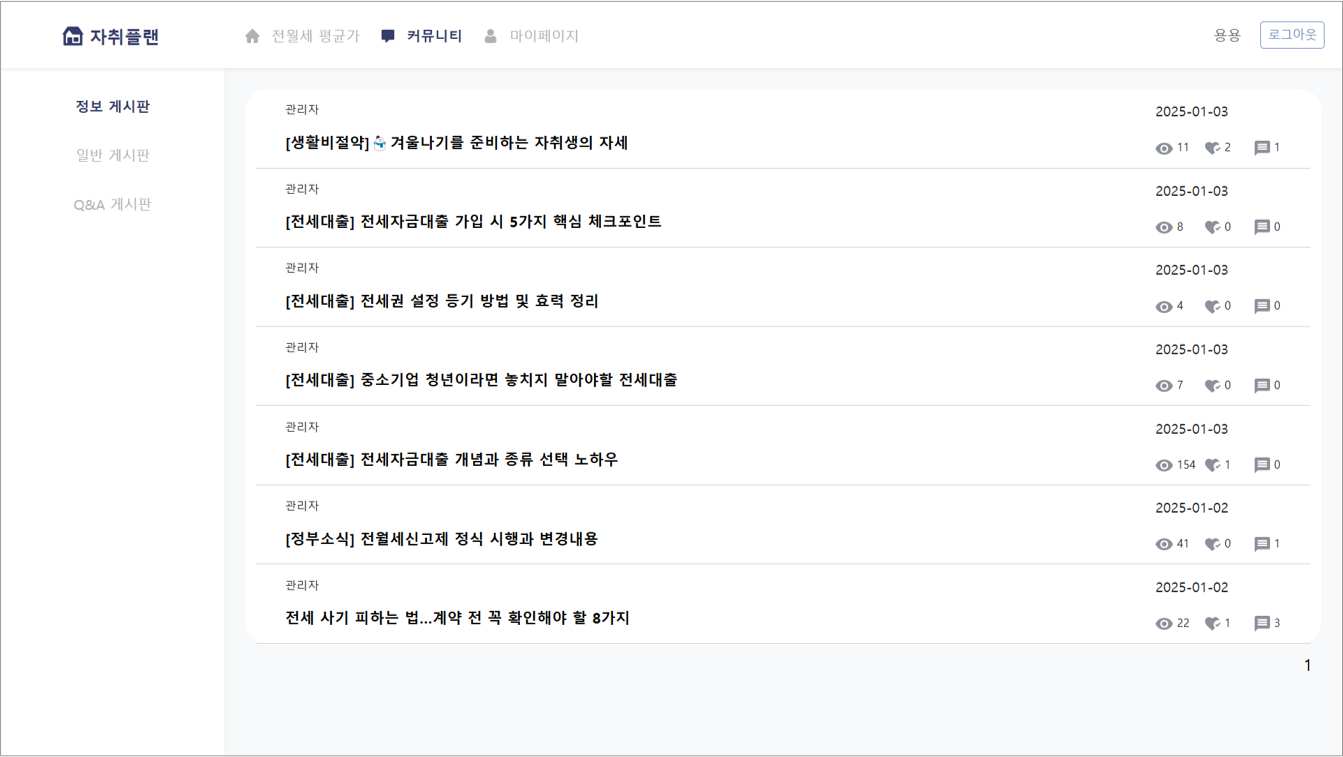 자취플랜
전월세 평균가
커뮤니티
마이페이지
용용
로그아웃
정보 게시판
일반 게시판
Q&A 게시판
관리자
2025-01-03
[생활비절약]⛄겨울나기를 준비하는 자취생의 자세
11 2 1
관리자
2025-01-03
[전세대출] 전세자금대출 가입 시 5가지 핵심 체크포인트
8 0 0
관리자
2025-01-03
[전세대출] 전세권 설정 등기 방법 및 효력 정리
4 0 0
관리자
2025-01-03
[전세대출] 중소기업 청년이라면 놓치지 말아야할 전세대출
7 0 0
관리자
2025-01-03
[전세대출] 전세자금대출 개념과 종류 선택 노하우
154 1 0
관리자
2025-01-02
[정부소식] 전월세신고제 정식 시행과 변경내용
41 0 1
관리자
2025-01-02
전세 사기 피하는 법...계약 전 꼭 확인해야 할 8가지
22 1 3
1